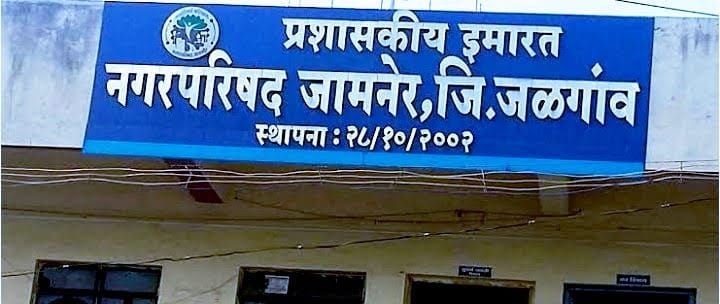 प्रशासकीय इमारत
नगरपरिषद जामनेर,जि.जळगांव
स्थापना : २८/१०/२००२